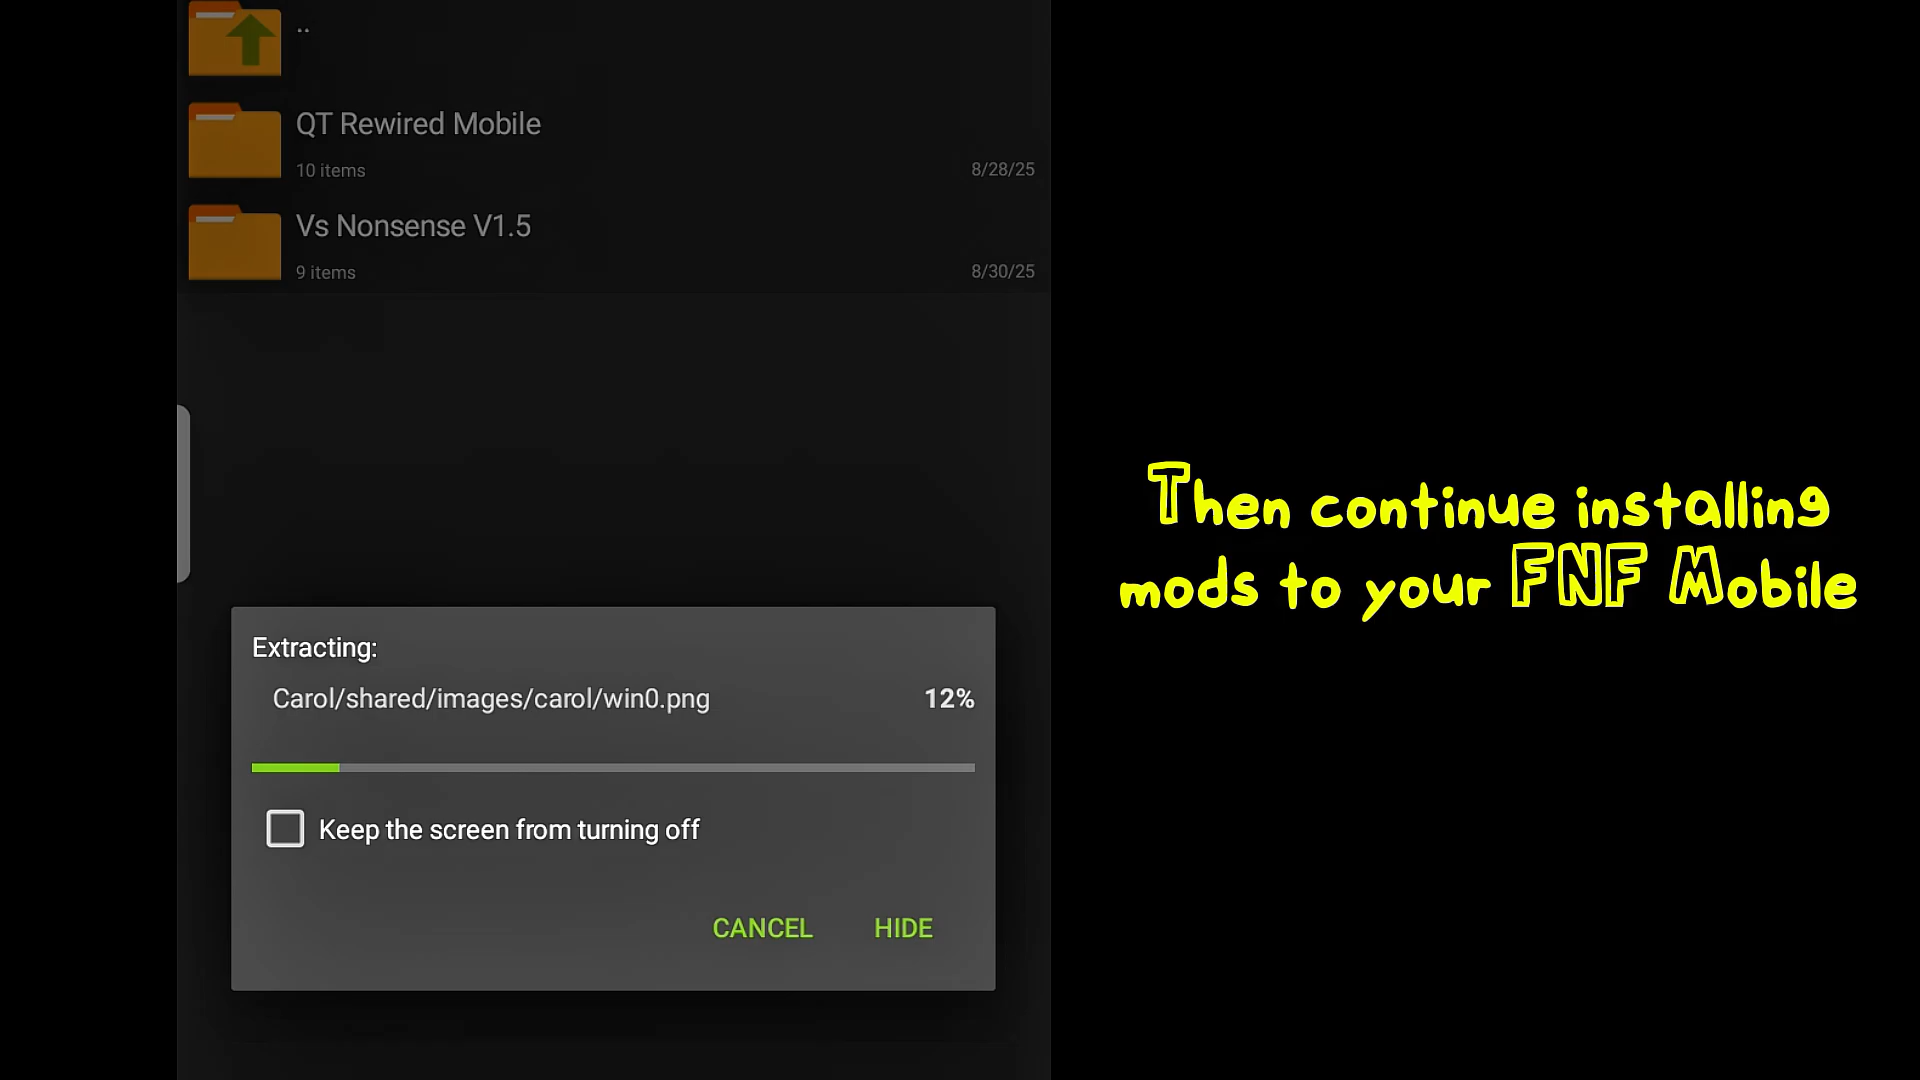 ..
QT Rewired Mobile
10 items
8/28/25
Vs Nonsense V1.5
9 items
8/30/25
Then continue installing
mods to your FNF Mobile
Extracting:
Carol/shared/images/carol/win0.png
12%
Keep the screen from turning off
CANCEL
HIDE